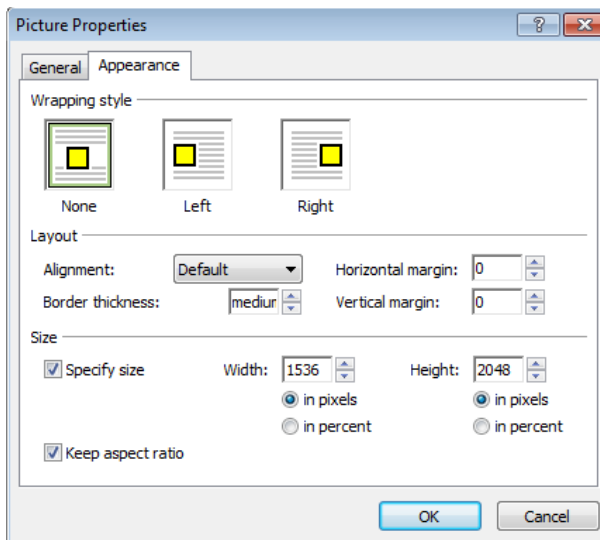 Picture Properties
General Appearance
Wrapping style
None Left Right
Layout
Alignment: Default Horizontal margin: 0
Border thickness: mediur Vertical margin: 0
Size
Specify size Width: 1536 Height: 2048
in pixels in pixels
in percent in percent
Keep aspect ratio
OK Cancel